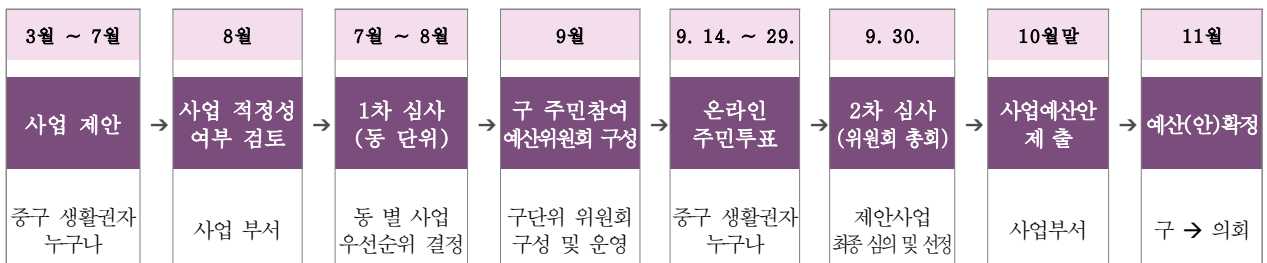 3월 ~ 7월
8월
7월 ~ 8월
9월
9. 14. ~ 29.
9. 30.
10월말
11월
사업 제안
→
사업 적정성
여부 검토
→
1차 심사
(동 단위)
→
구 주민참여
예산위원회 구성
→
온라인
주민투표
→
2차 심사
(위원회 총회)
→
사업예산안
제 출
→
예산(안)확정
중구 생활권자
누구나
사업 부서
동 별 사업
우선순위 결정
구단위 위원회
구성 및 운영
중구 생활권자
누구나
제안사업
최종 심의 및 선정
사업부서
구 → 의회